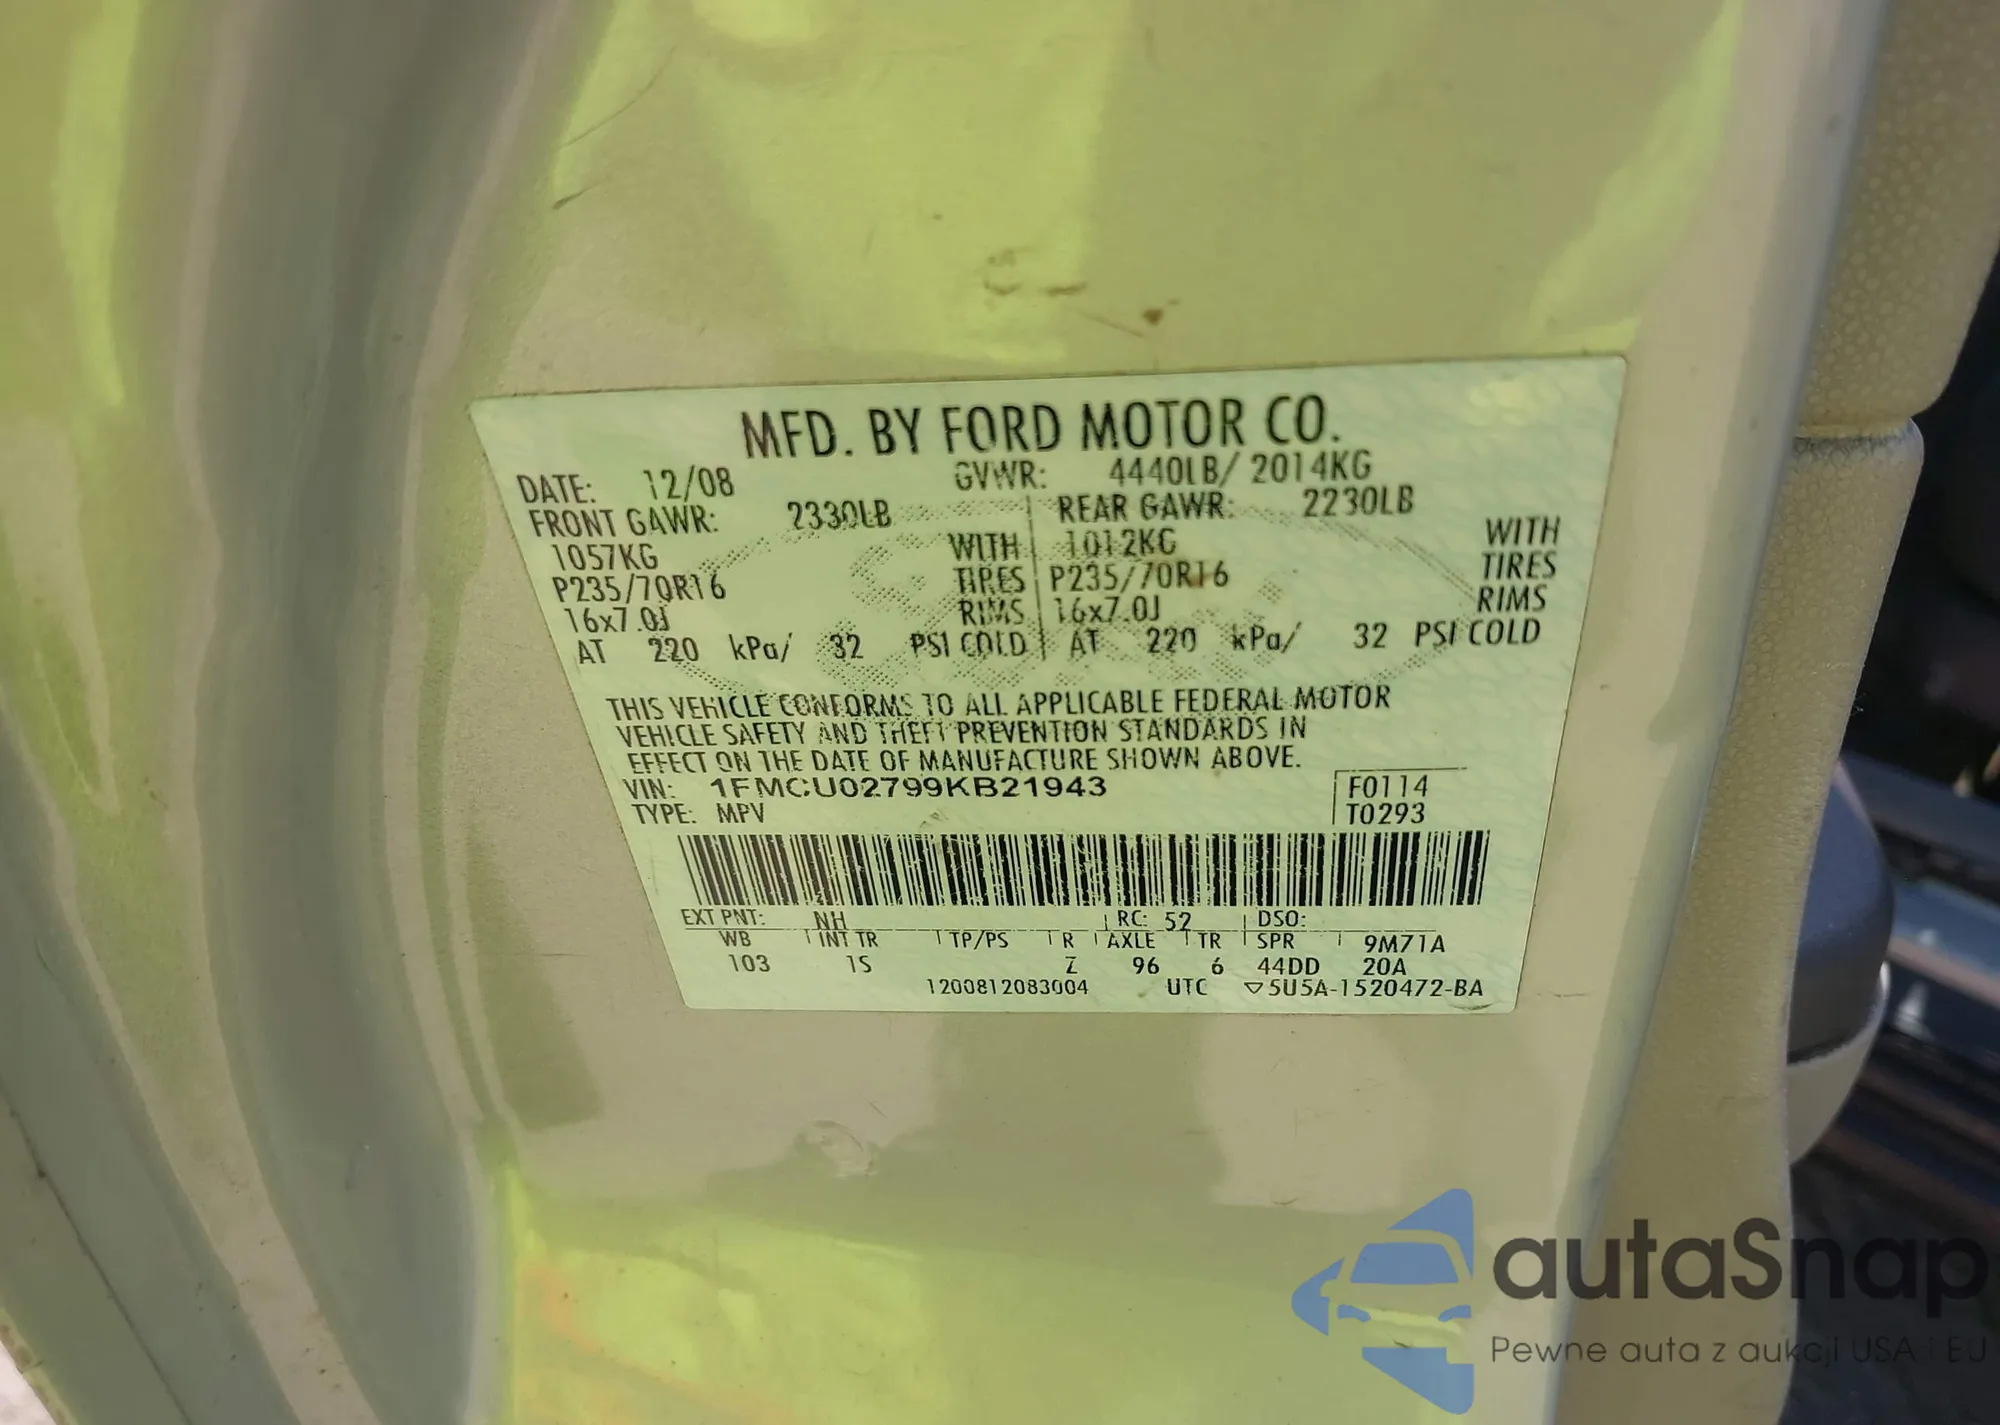 MFD. BY FORD MOTOR CO.
DATE: 12/08 GVWR: 4440LB/ 2014KG
FRONT GAWR: 2330LB REAR GAWR: 2230LB
1057KG WITH 1012KG WITH
P235/70R16 TIRES P235/70R16 TIRES
16x7.0J RIMS 16x7.0J RIMS
AT 220 kPa/ 32 PSI COLD AT 220 kPa/ 32 PSI COLD
THIS VEHICLE CONFORMS TO ALL APPLICABLE FEDERAL MOTOR
VEHICLE SAFETY AND THEFT PREVENTION STANDARDS IN
EFFECT ON THE DATE OF MANUFACTURE SHOWN ABOVE.
VIN: 1FMCU02799KB21943 F0114
TYPE: MPV T0293
EXT PNT: NH RC: 52 DSO:
WB INT TR TP/PS R AXLE TR SPR 9M71A
103 1S Z 96 6 44DD 20A
1200812083004 UTC ▽5U5A-1520472-BA
autaSnap
Pewne auta z aukcji USA i EU